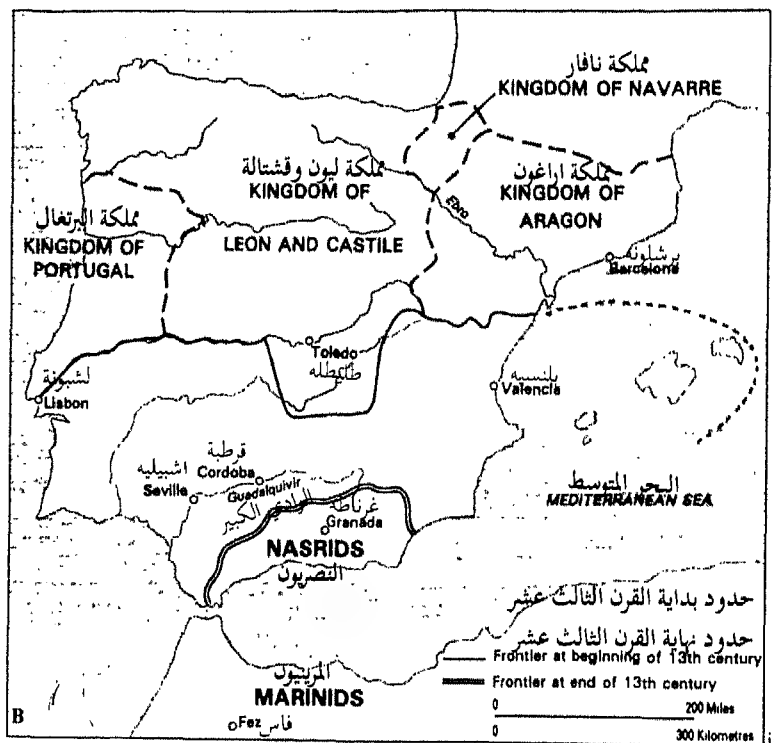 مملكة نافار
KINGDOM OF NAVARRE
مملكة ليون وقشتالة
KINGDOM OF
LEON AND CASTILE
مملكة اراغون
KINGDOM OF
ARAGON
Ebro
مملكة البرتغال
KINGDOM OF
PORTUGAL
برشلونة
Barcelona
Toledo
لشبونة
Lisbon
بلنسيه
Valencia
قرطبة
Cordoba
اشبيليه
Seville
Guadalquivir
الوادي الكبير
غرناطة
Granada
البحر المتوسط
MEDITERRANEAN SEA
NASRIDS
النصريون
حدود بداية القرن الثالث عشر
حدود نهاية القرن الثالث عشر
Frontier at beginning of 13th century
Frontier at end of 13th century
المرينيون
MARINIDS
فاس
Fez
0 200 Miles
0 300 Kilometres
B